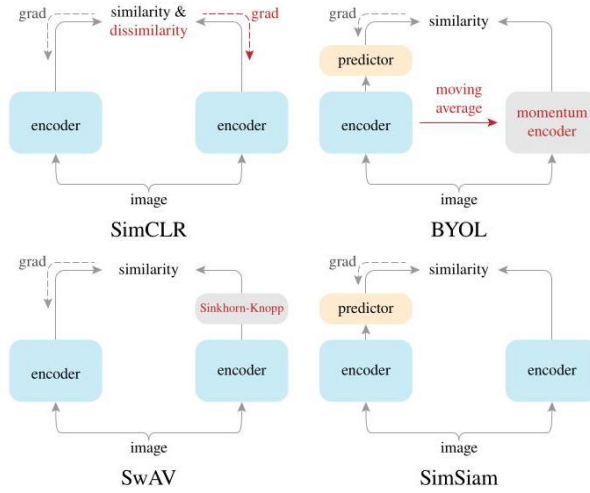 grad similarity & grad
dissimilarity
encoder encoder
image
SimCLR
grad similarity
predictor
moving
average
encoder momentum
encoder
image
BYOL
grad similarity
Sinkhorn-Knopp
encoder encoder
image
SwAV
grad similarity
predictor
encoder encoder
image
SimSiam